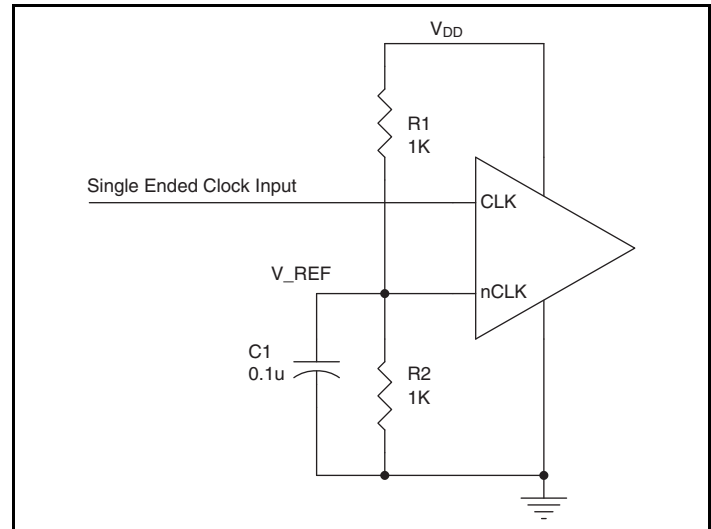 VDD
R1
1K
Single Ended Clock Input
CLK
V_REF
nCLK
C1
0.1u
R2
1K